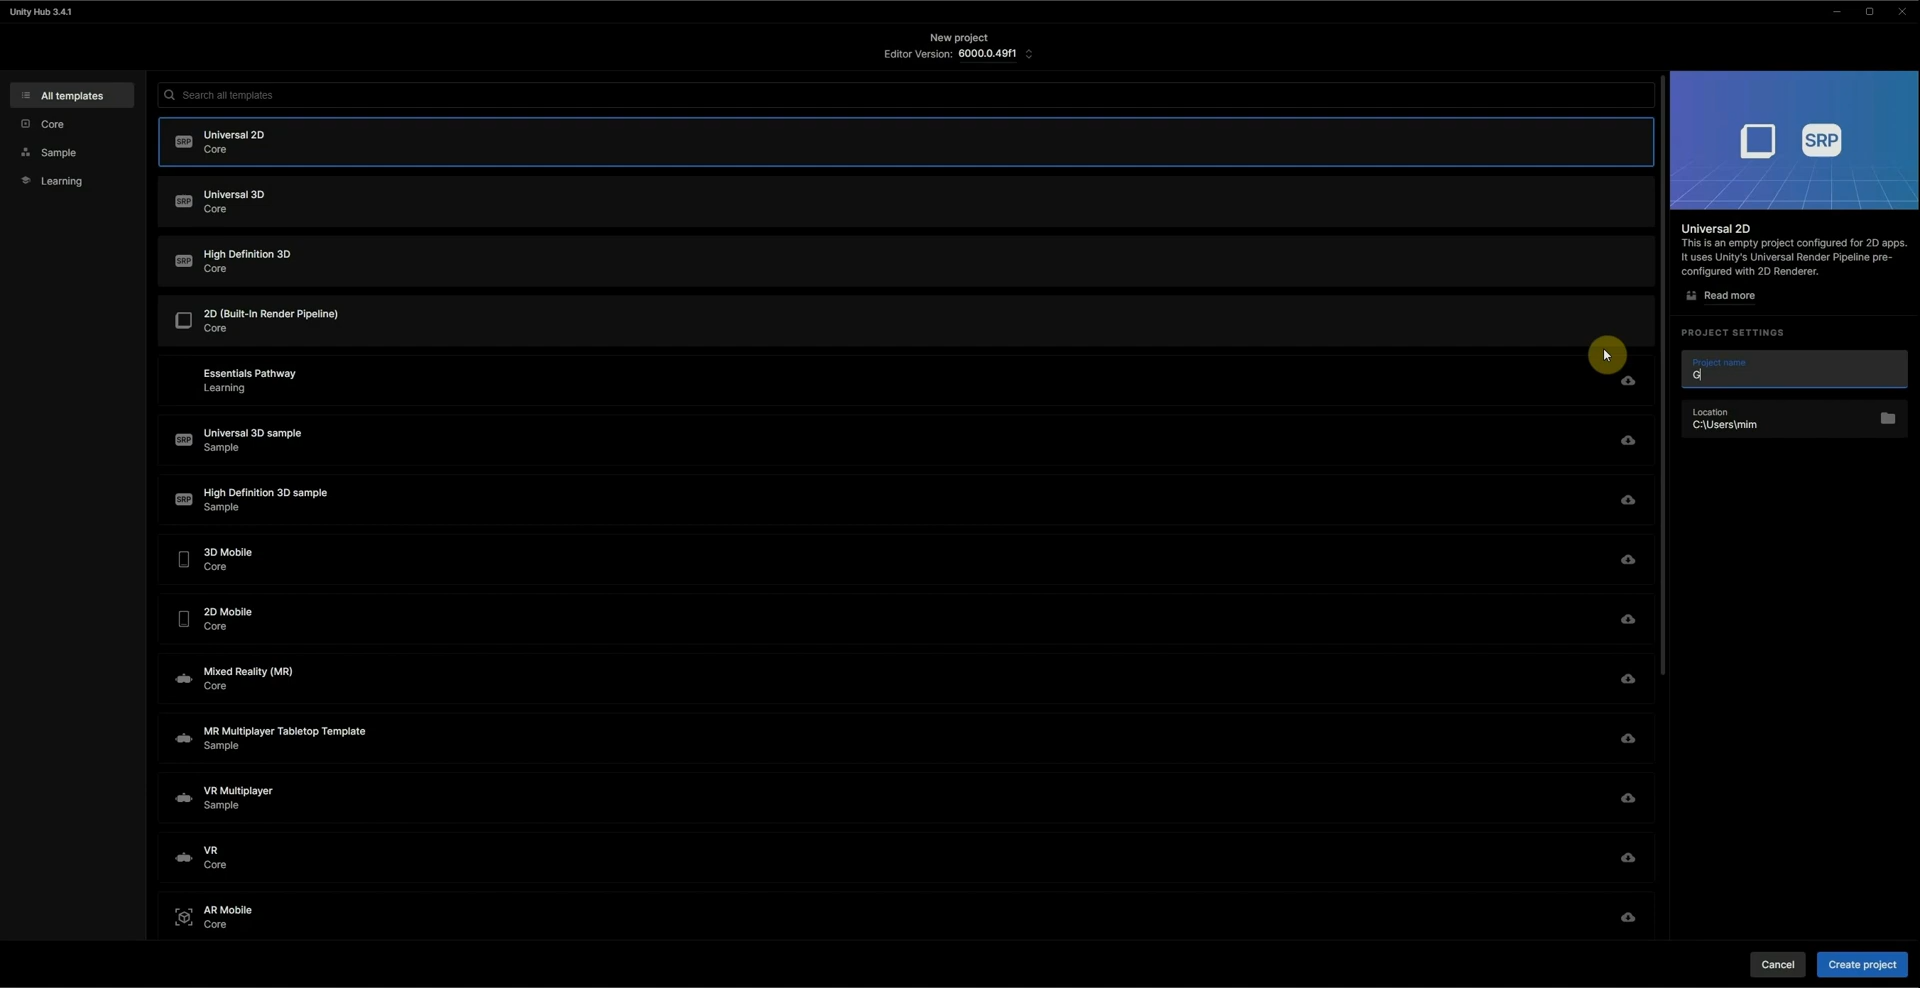 Unity Hub 3.4.1
New project
Editor Version: 6000.0.49f1
All templates
Core
Sample
Learning
Search all templates
SRP
Universal 2D
Core
SRP
Universal 3D
Core
SRP
High Definition 3D
Core
2D (Built-In Render Pipeline)
Core
Essentials Pathway
Learning
SRP
Universal 3D sample
Sample
SRP
High Definition 3D sample
Sample
3D Mobile
Core
2D Mobile
Core
Mixed Reality (MR)
Core
MR Multiplayer Tabletop Template
Sample
VR Multiplayer
Sample
VR
Core
AR Mobile
Core
SRP
Universal 2D
This is an empty project configured for 2D apps.
It uses Unity's Universal Render Pipeline pre-
configured with 2D Renderer.
Read more
PROJECT SETTINGS
Project name
G
Location
C:\Users\mim
Cancel
Create project